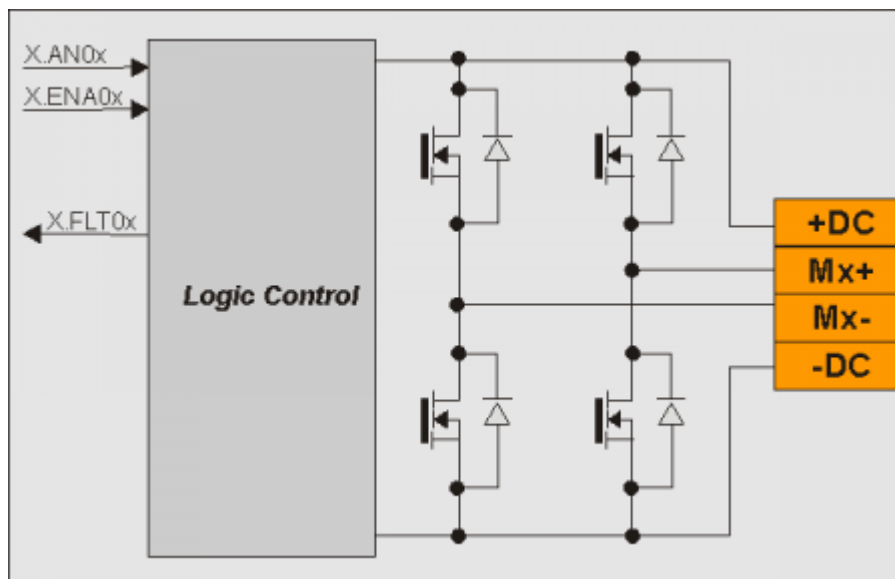 X.AN0x
X.ENA0x
X.FLT0x
Logic Control
+DC
Mx+
Mx-
-DC